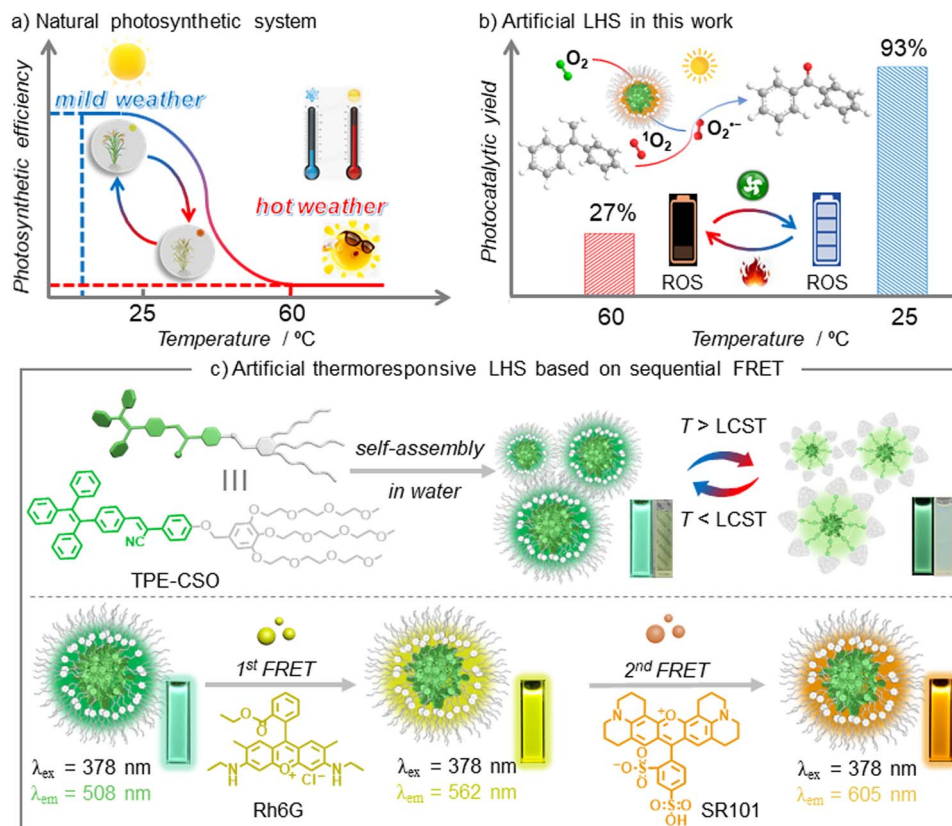 a) Natural photosynthetic system
Photosynthetic efficiency
mild weather
hot weather
25
60
Temperature / ºC
b) Artificial LHS in this work
Photocatalytic yield
O₂
¹O₂
O₂•−
93%
27%
ROS
ROS
60
25
Temperature / ºC
c) Artificial thermoresponsive LHS based on sequential FRET
self-assembly
in water
T > LCST
T < LCST
NC
O
O
O
O
O
O
O
O
O
O
O
O
O
TPE-CSO
1st FRET
2nd FRET
O
O
HN
O+
Cl−
NH
Rh6G
N
O+
N
−O
O
S
O
O=S=O
OH
SR101
λex = 378 nm
λem = 508 nm
λex = 378 nm
λem = 562 nm
λex = 378 nm
λem = 605 nm